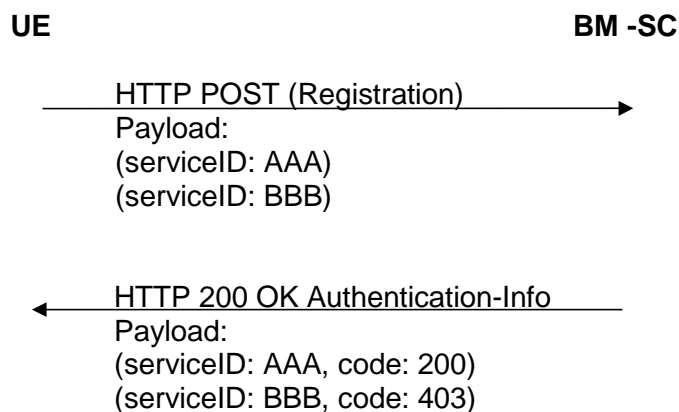 UE BM -SC
HTTP POST (Registration)
Payload:
(serviceID: AAA)
(serviceID: BBB)
HTTP 200 OK Authentication-Info
Payload:
(serviceID: AAA, code: 200)
(serviceID: BBB, code: 403)